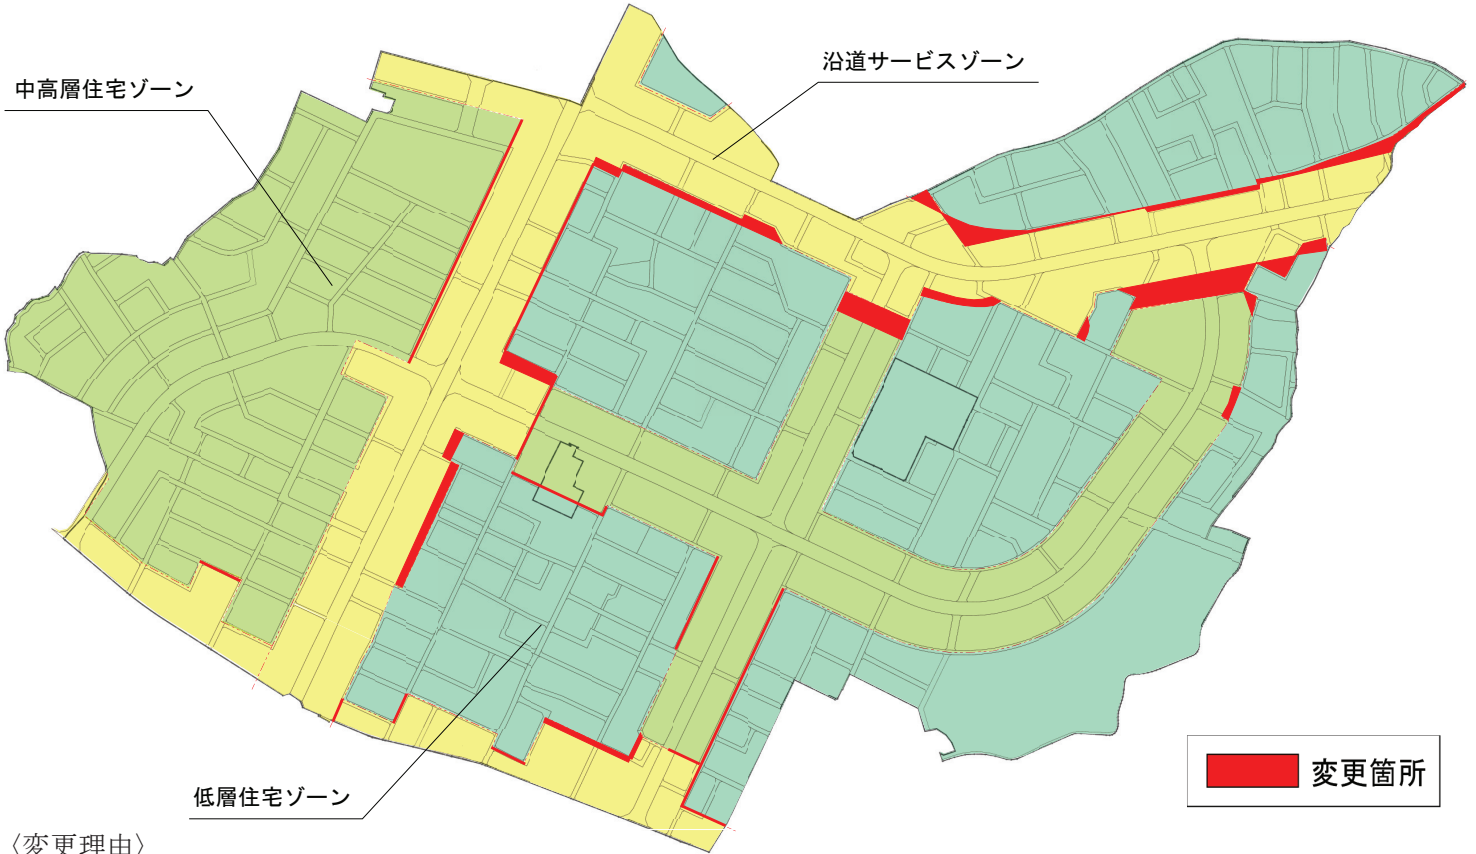 沿道サービスゾーン
中高層住宅ゾーン
変更箇所
低層住宅ゾーン
〈変更理由〉